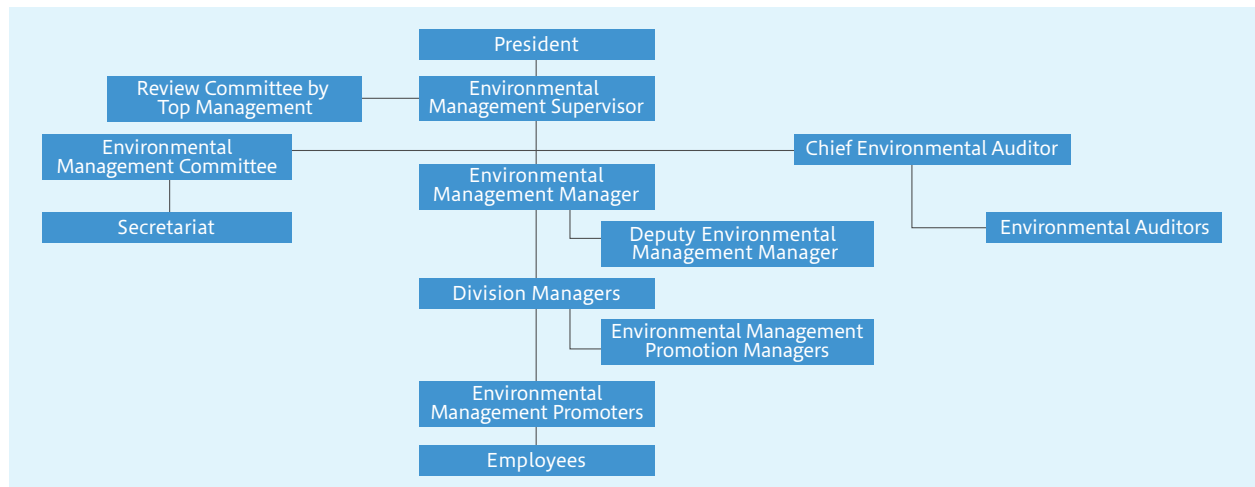 President
Review Committee by
Top Management
Environmental
Management Supervisor
Environmental
Management Committee
Chief Environmental Auditor
Environmental
Management Manager
Secretariat
Environmental Auditors
Deputy Environmental
Management Manager
Division Managers
Environmental Management
Promotion Managers
Environmental
Management Promoters
Employees